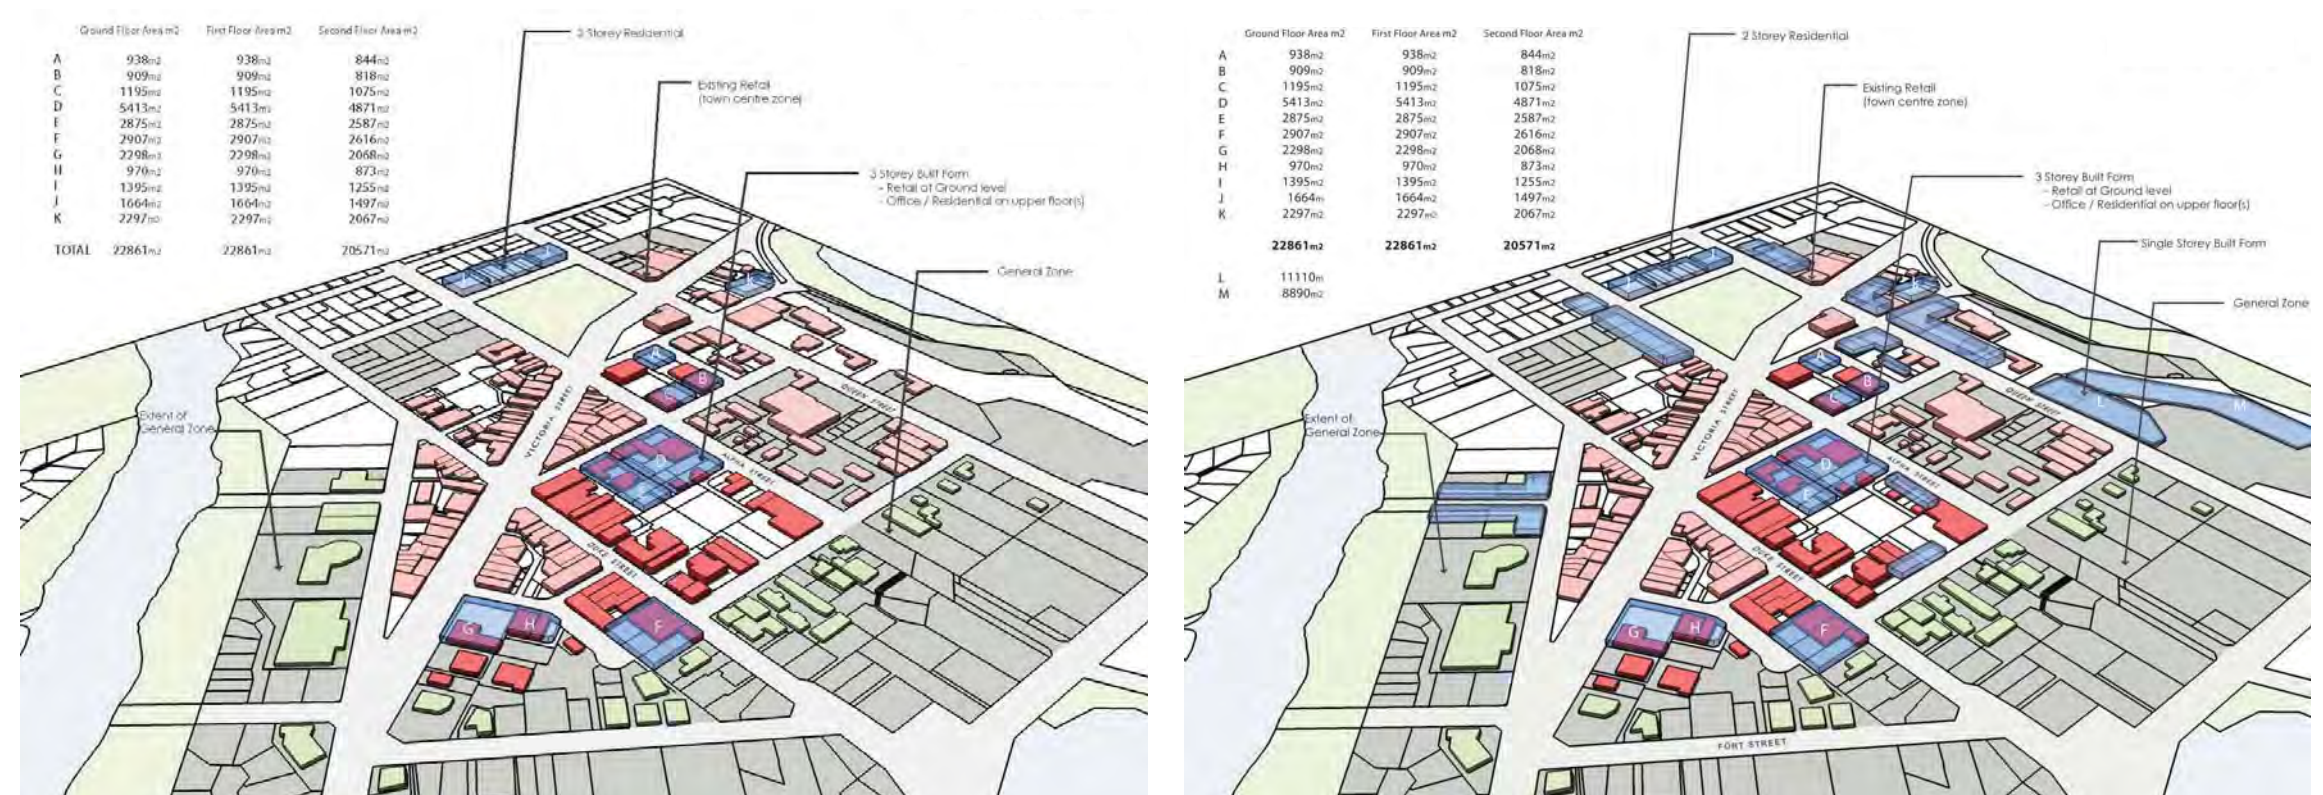 Ground Floor Area m2 First Floor Area m2 Second Floor Area m2
A 938m2 938m2 844m2
B 909m2 909m2 818m2
C 1195m2 1195m2 1075m2
D 5413m2 5413m2 4871m2
E 2875m2 2875m2 2587m2
F 2907m2 2907m2 2616m2
G 2298m2 2298m2 2068m2
H 970m2 970m2 873m2
I 1395m2 1395m2 1255m2
J 1664m2 1664m2 1497m2
K 2297m2 2297m2 2067m2
TOTAL 22861m2 22861m2 20571m2
2 Storey Residential
Existing Retail
(town centre zone)
3 Storey Built Form
- Retail at Ground level
- Office / Residential on upper floor(s)
General Zone
Extent of
General Zone
J
K
A
B
C
D
VICTORIA STREET
QUEEN STREET
ALPHA STREET
DUKE STREET
G
H
F
Ground Floor Area m2 First Floor Area m2 Second Floor Area m2
A 938m2 938m2 844m2
B 909m2 909m2 818m2
C 1195m2 1195m2 1075m2
D 5413m2 5413m2 4871m2
E 2875m2 2875m2 2587m2
F 2907m2 2907m2 2616m2
G 2298m2 2298m2 2068m2
H 970m2 970m2 873m2
I 1395m2 1395m2 1255m2
J 1664m 1664m2 1497m2
K 2297m2 2297m2 2067m2
22861m2 22861m2 20571m2
L 11110m
M 8890m2
2 Storey Residential
Existing Retail
(town centre zone)
3 Storey Built Form
- Retail at Ground level
- Office / Residential on upper floor(s)
Single Storey Built Form
General Zone
Extent of
General Zone
J
K
A
B
C
D
E
L
M
VICTORIA STREET
QUEEN STREET
ALPHA STREET
DUKE STREET
G
H
F
FORT STREET